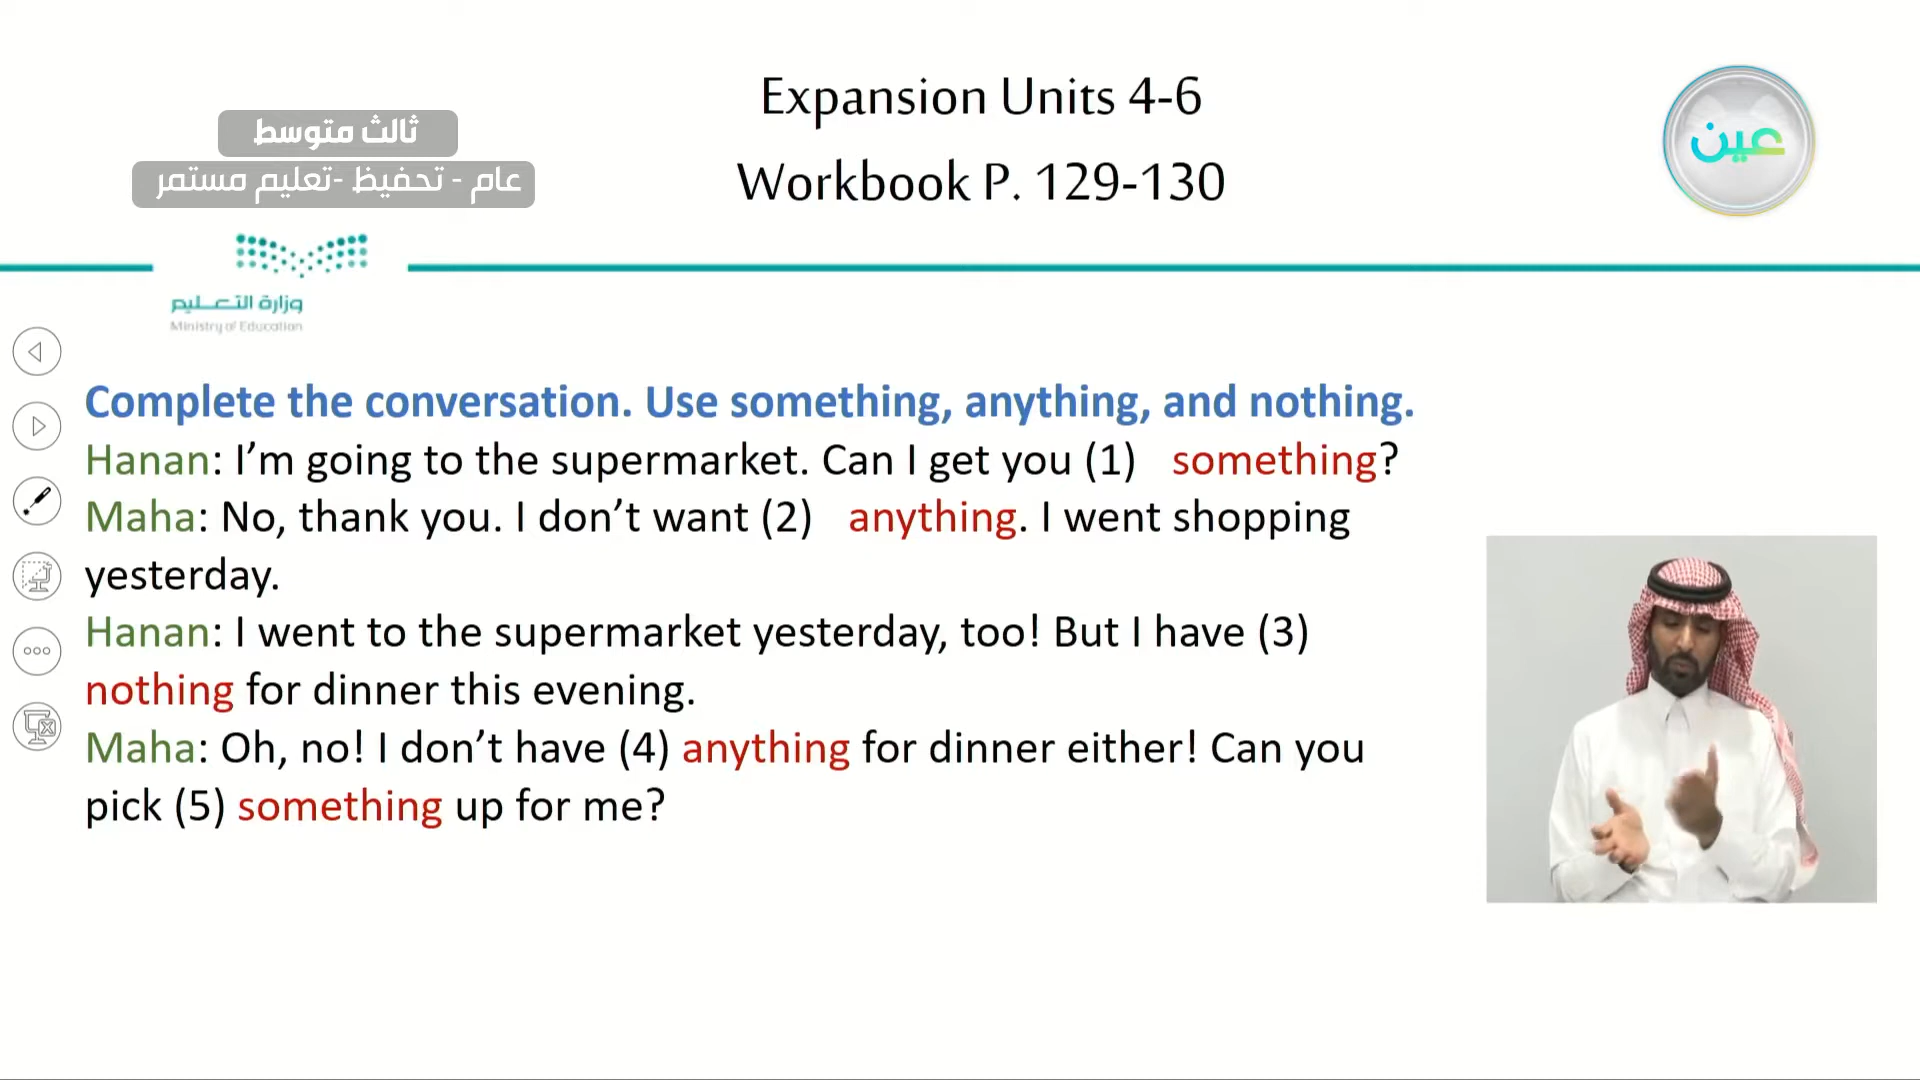 Expansion Units 4-6
Workbook P. 129-130
ثالث متوسط
عام - تحفيظ -تعليم مستمر
عين
وزارة التعليم
Ministry of Education
Complete the conversation. Use something, anything, and nothing.
Hanan: I’m going to the supermarket. Can I get you (1) something?
Maha: No, thank you. I don’t want (2) anything. I went shopping
yesterday.
Hanan: I went to the supermarket yesterday, too! But I have (3)
nothing for dinner this evening.
Maha: Oh, no! I don’t have (4) anything for dinner either! Can you
pick (5) something up for me?